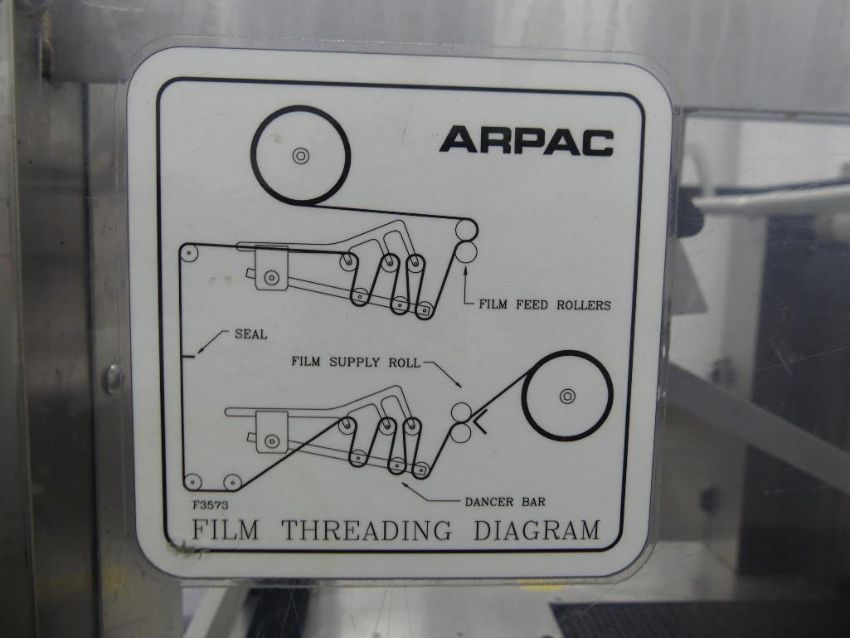 ARPAC
FILM FEED ROLLERS
SEAL
FILM SUPPLY ROLL
DANCER BAR
F3573
FILM THREADING DIAGRAM